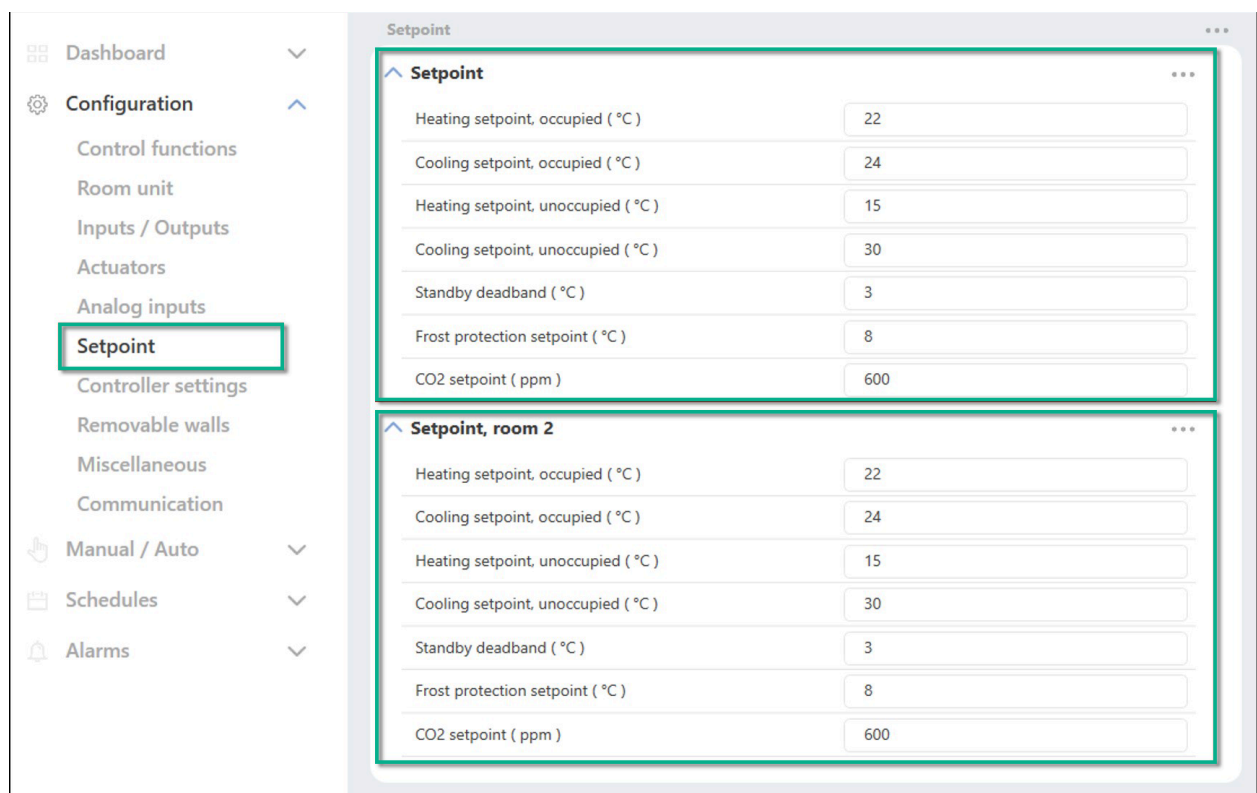 Dashboard
Configuration
Control functions
Room unit
Inputs / Outputs
Actuators
Analog inputs
Setpoint
Controller settings
Removable walls
Miscellaneous
Communication
Manual / Auto
Schedules
Alarms
Setpoint
Setpoint
Heating setpoint, occupied ( °C ) 22
Cooling setpoint, occupied ( °C ) 24
Heating setpoint, unoccupied ( °C ) 15
Cooling setpoint, unoccupied ( °C ) 30
Standby deadband ( °C ) 3
Frost protection setpoint ( °C ) 8
CO2 setpoint ( ppm ) 600
Setpoint, room 2
Heating setpoint, occupied ( °C ) 22
Cooling setpoint, occupied ( °C ) 24
Heating setpoint, unoccupied ( °C ) 15
Cooling setpoint, unoccupied ( °C ) 30
Standby deadband ( °C ) 3
Frost protection setpoint ( °C ) 8
CO2 setpoint ( ppm ) 600